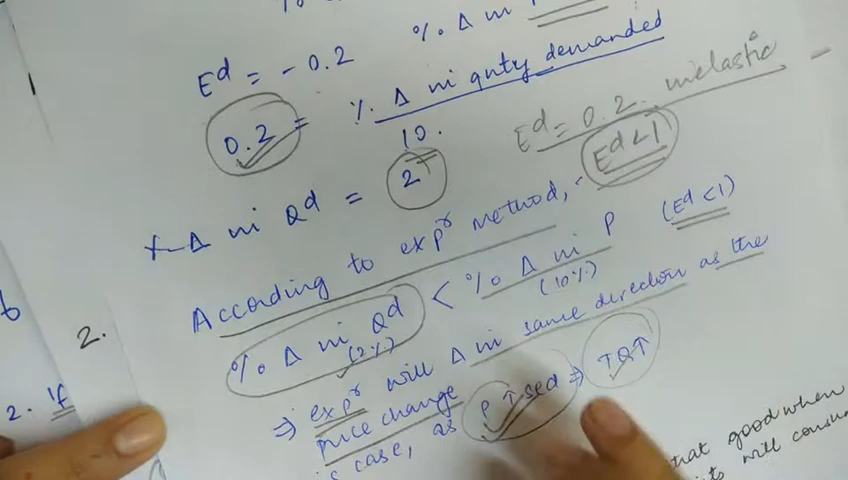 % Δ in
Ed = - 0.2
0.2 = % Δ in qnty demanded
10.
Ed = 0.2 inelastic
Ed < 1
% Δ in Qd = 2
According to expr method,
% Δ in Qd < % Δ in P (Ed < 1)
(2%) (10%)
⇒ expr will Δ in same direction as the
price change
case, as P ↑sed ⇒ TQ↑
2.
2. If
that good when
will consu